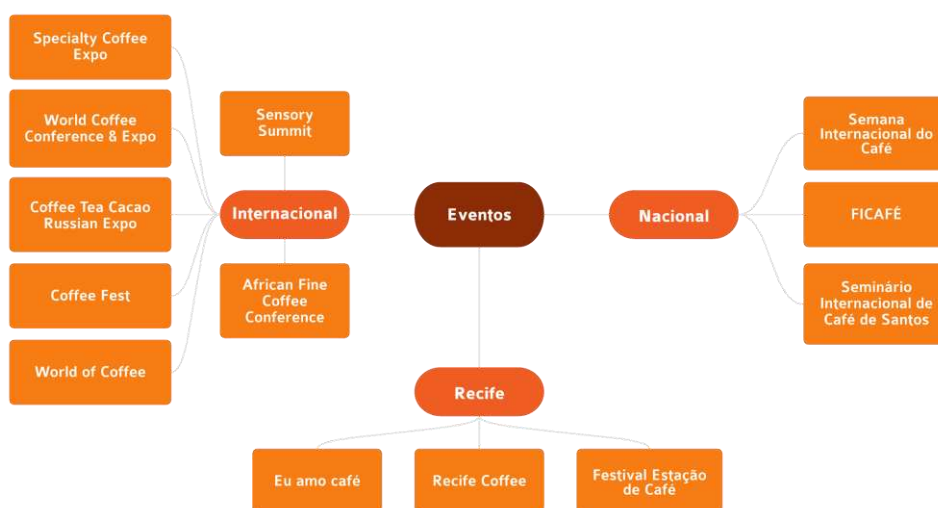 Specialty Coffee
Expo
World Coffee
Conference & Expo
Coffee Tea Cacao
Russian Expo
Coffee Fest
World of Coffee
Sensory
Summit
Internacional
African Fine
Coffee
Conference
Eventos
Nacional
Semana
Internacional do
Café
FICAFÉ
Seminário
Internacional de
Café de Santos
Recife
Eu amo café
Recife Coffee
Festival Estação
de Café